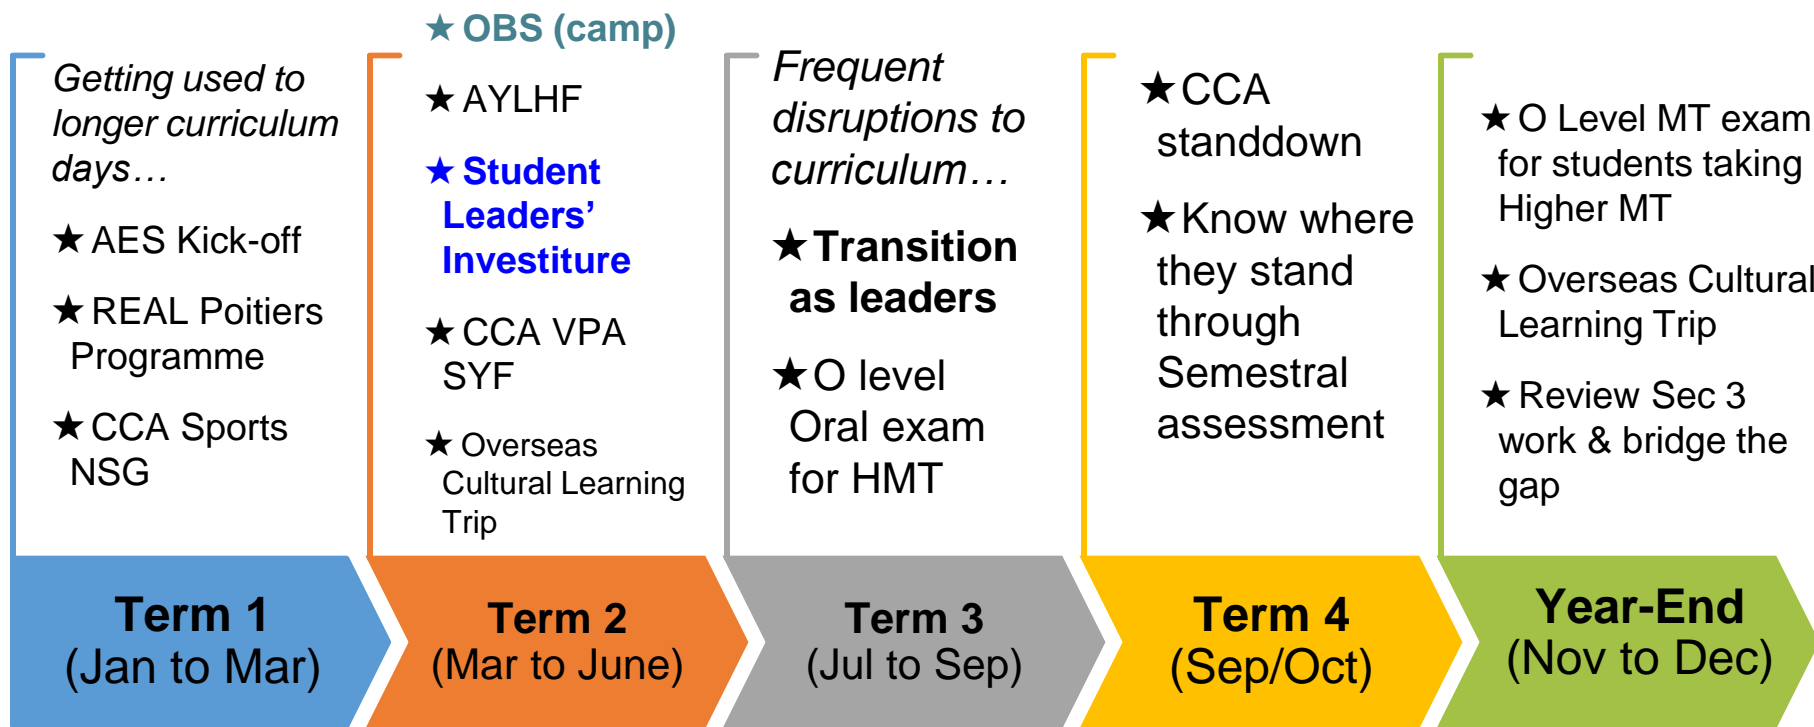 Getting used to
longer curriculum
days…
★ AES Kick-off
★ REAL Poitiers
Programme
★ CCA Sports
NSG
Term 1
(Jan to Mar)
★ OBS (camp)
★ AYLHF
★ Student
Leaders’
Investiture
★ CCA VPA
SYF
★ Overseas
Cultural Learning
Trip
Term 2
(Mar to June)
Frequent
disruptions to
curriculum…
★ Transition
as leaders
★ O level
Oral exam
for HMT
Term 3
(Jul to Sep)
★ CCA
standdown
★ Know where
they stand
through
Semestral
assessment
Term 4
(Sep/Oct)
★ O Level MT exam
for students taking
Higher MT
★ Overseas Cultural
Learning Trip
★ Review Sec 3
work & bridge the
gap
Year-End
(Nov to Dec)